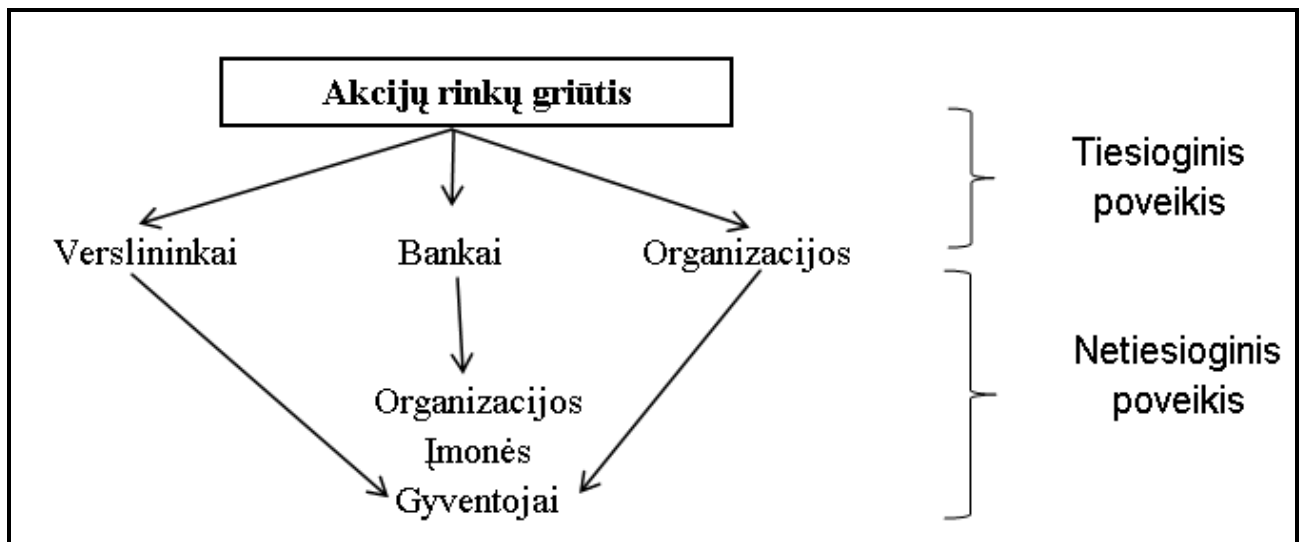 Akcijų rinkų griūtis
Tiesioginis
poveikis
Verslininkai
Bankai
Organizacijos
Netiesioginis
poveikis
Organizacijos
Įmonės
Gyventojai